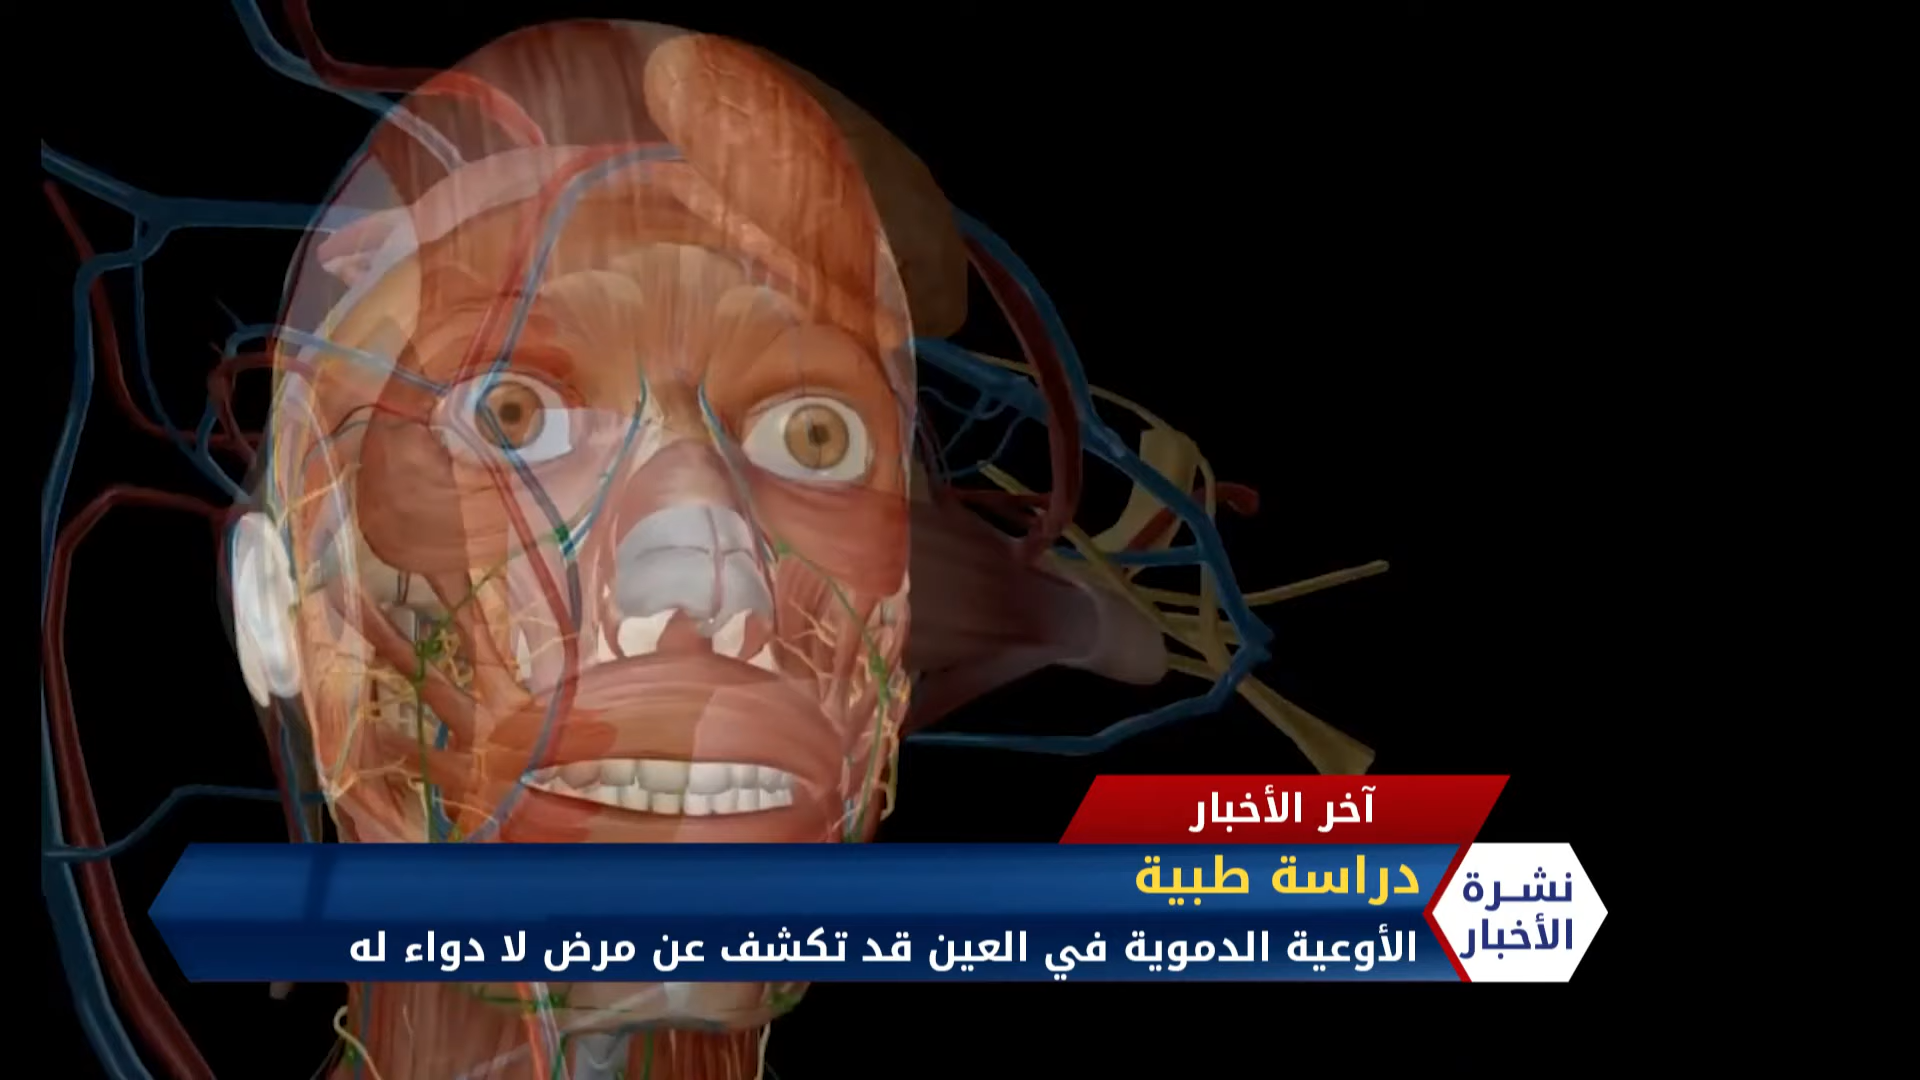 آخر الأخبار
دراسة طبية
الأوعية الدموية في العين قد تكشف عن مرض لا دواء له
نشرة
الأخبار